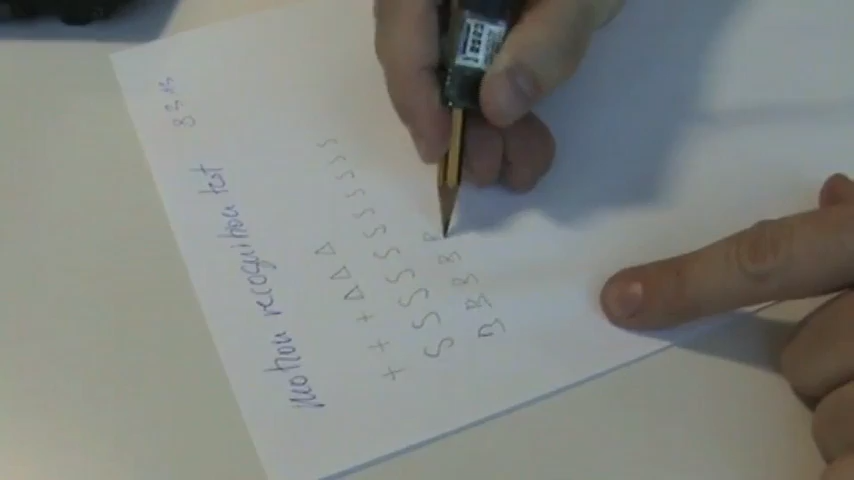 motion recognition test
+ + + Δ Δ Δ
S S S S S S S S S S S S
B B B B B